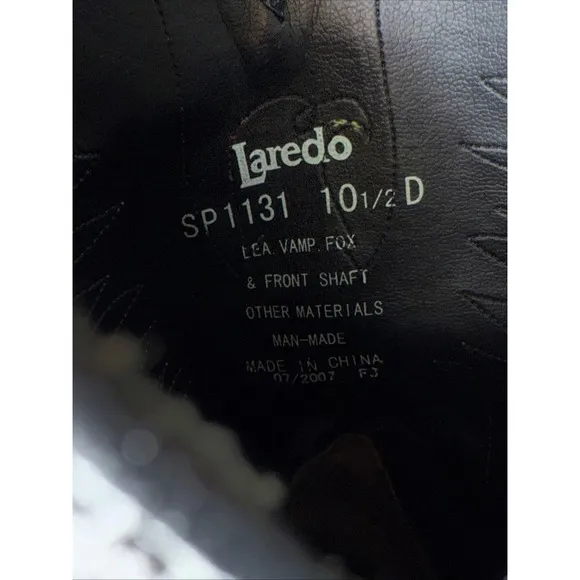 Laredo
SP1131 10 1/2 D
LEA. VAMP. FOX
& FRONT SHAFT
OTHER MATERIALS
MAN-MADE
MADE IN CHINA
07/2007 FJ